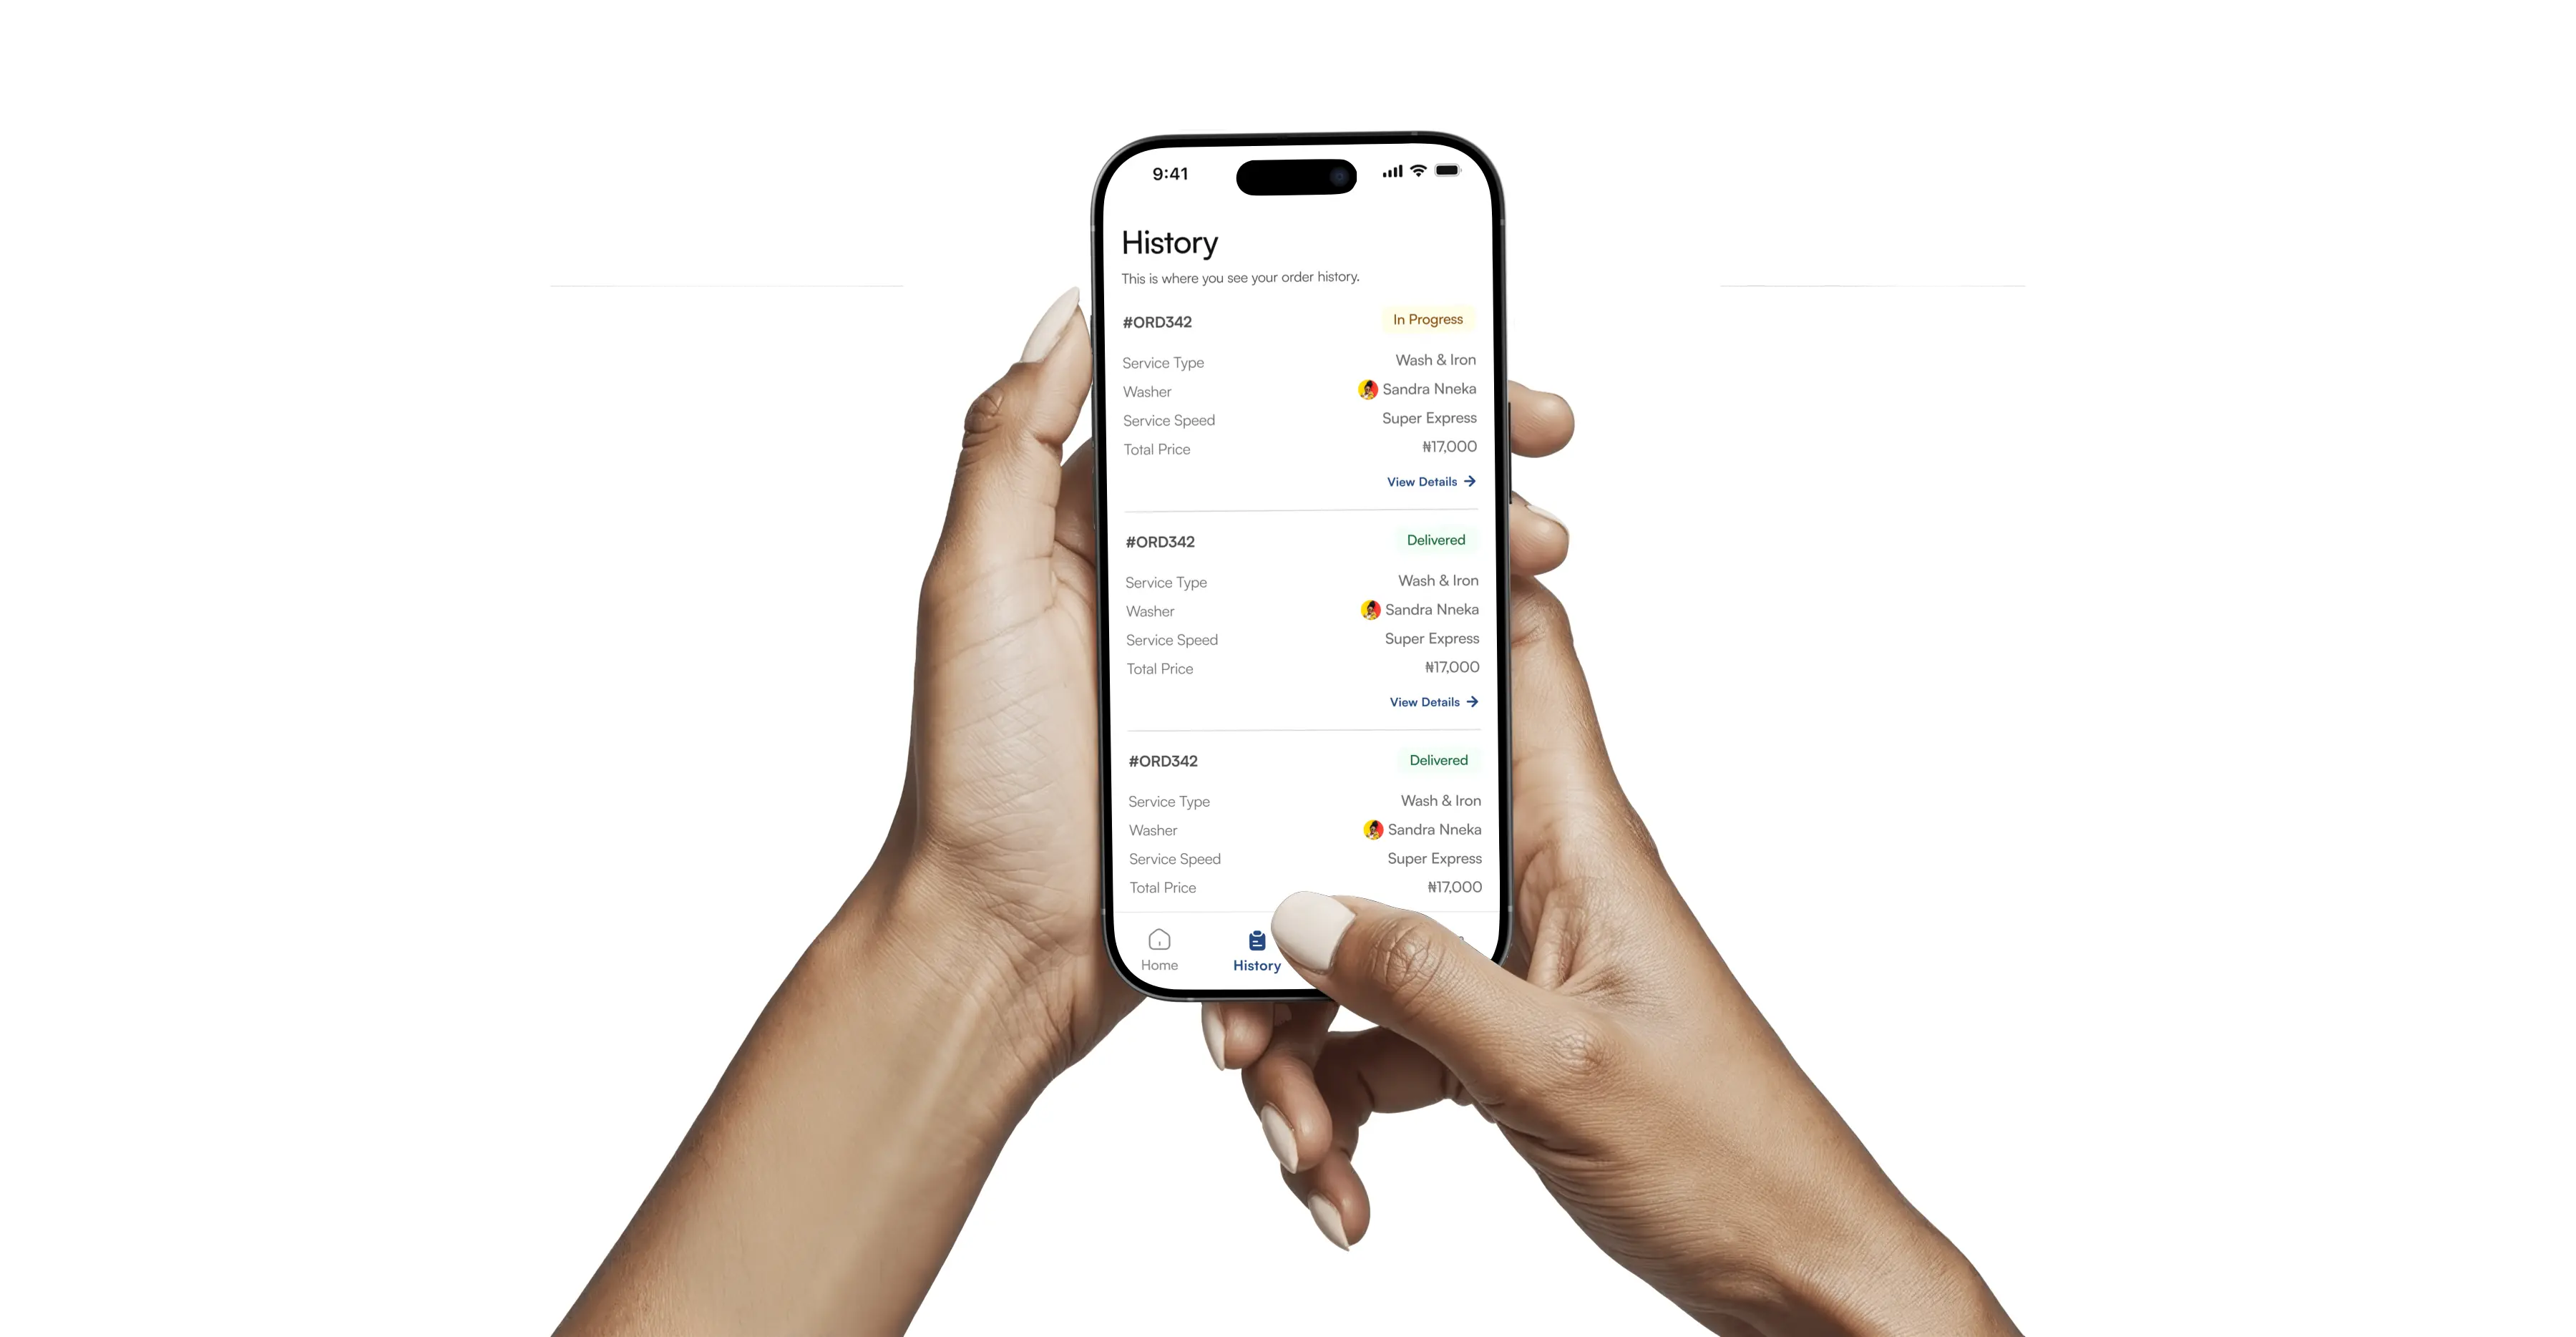 9:41
History
This is where you see your order history.
#ORD342 In Progress
Service Type Wash & Iron
Washer Sandra Nneka
Service Speed Super Express
Total Price ₦17,000
View Details →
#ORD342 Delivered
Service Type Wash & Iron
Washer Sandra Nneka
Service Speed Super Express
Total Price ₦17,000
View Details →
#ORD342 Delivered
Service Type Wash & Iron
Washer Sandra Nneka
Service Speed Super Express
Total Price ₦17,000
Home History